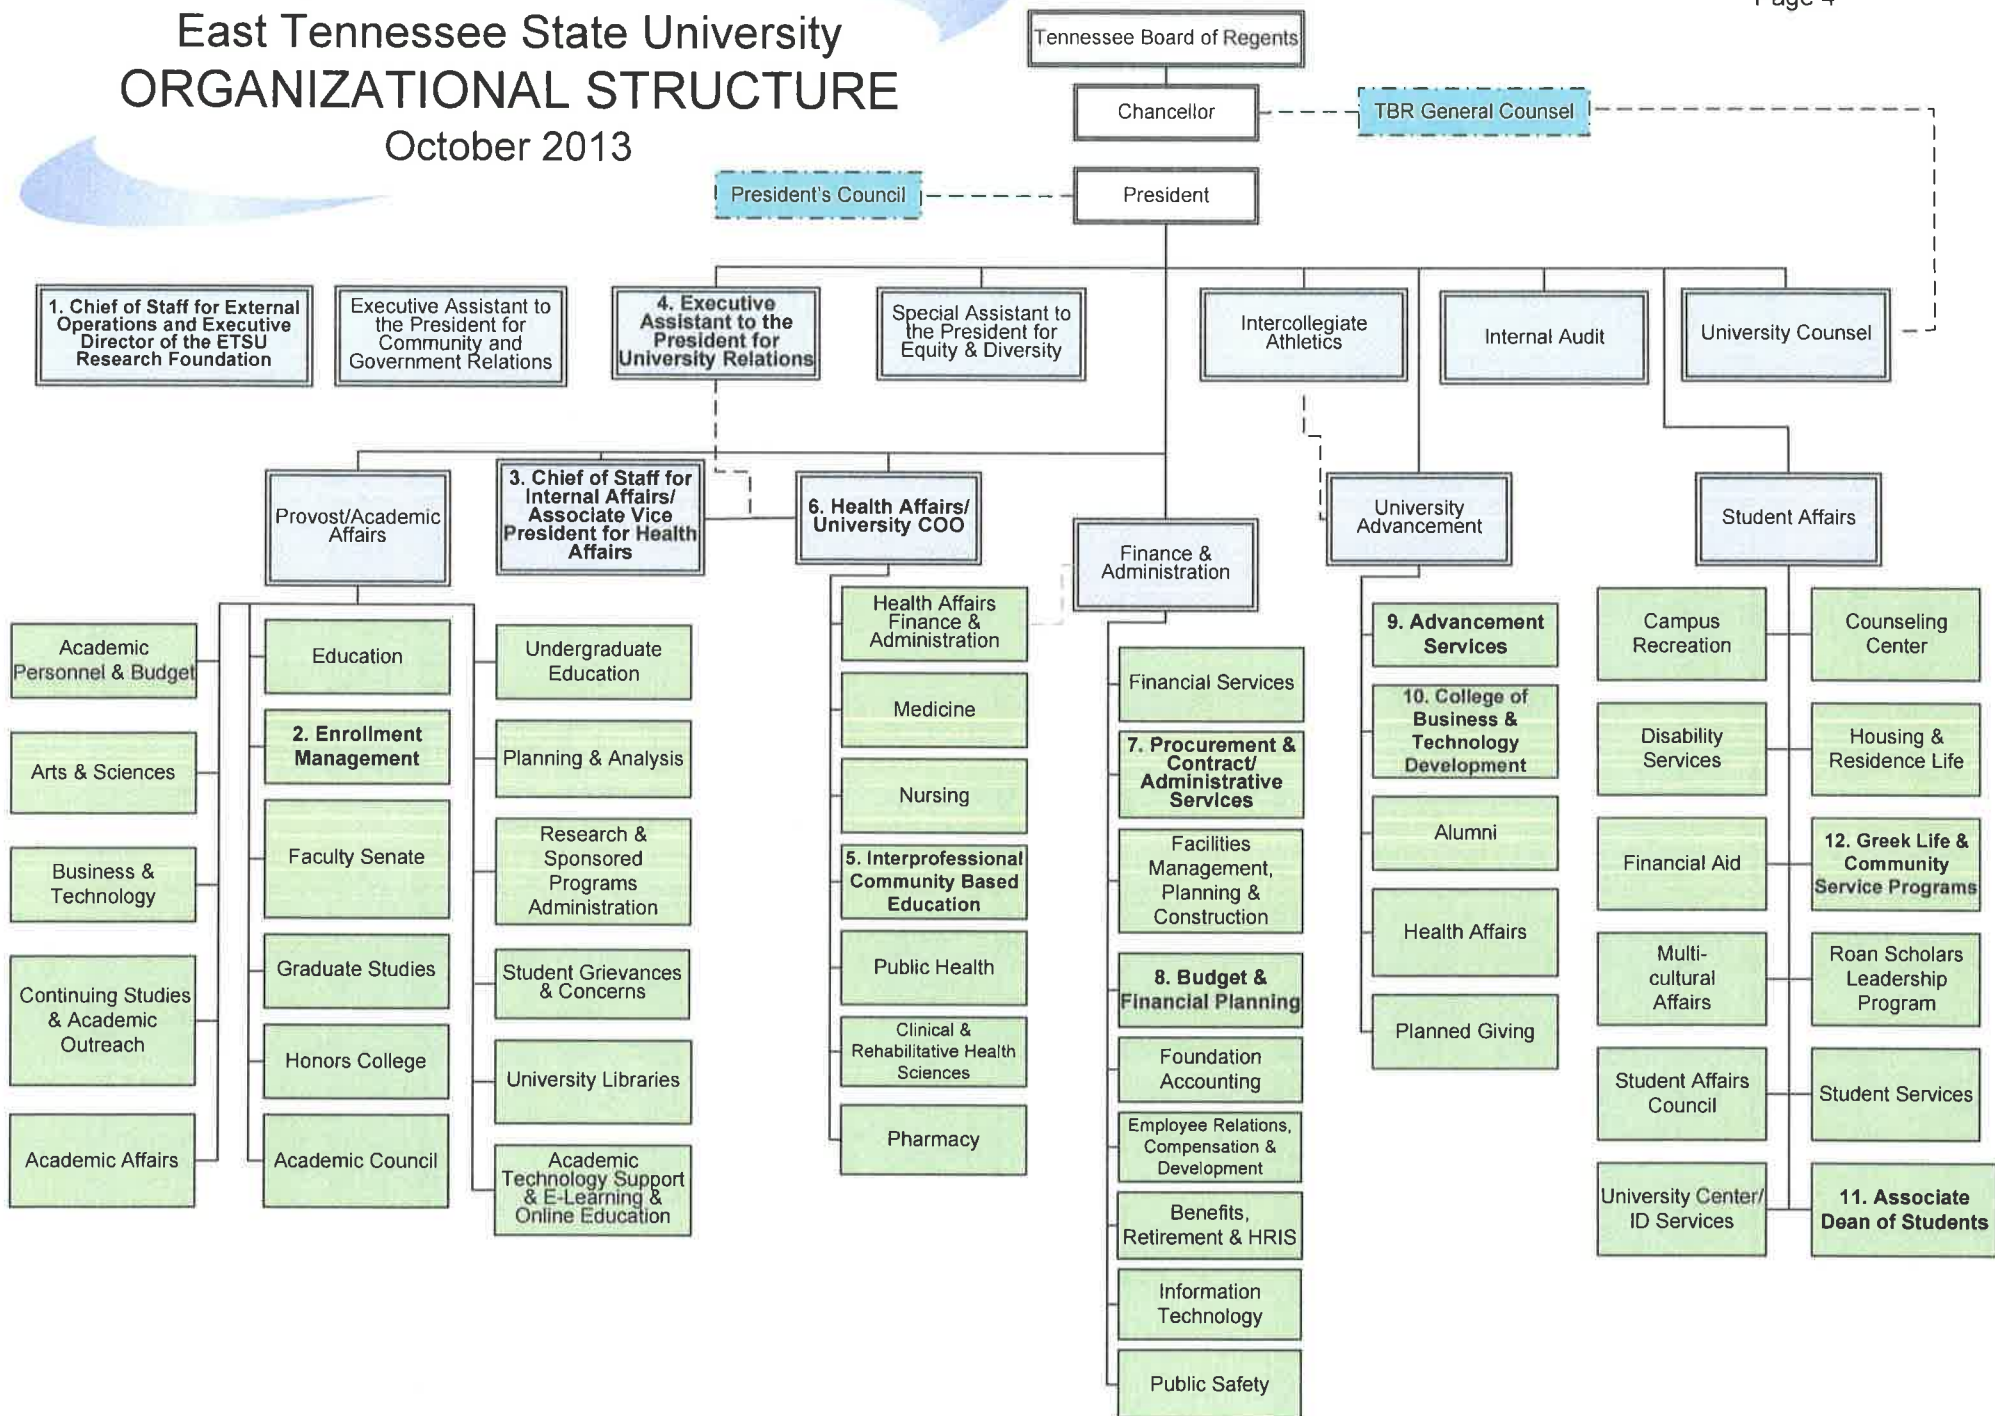 Page 4
East Tennessee State University
ORGANIZATIONAL STRUCTURE
October 2013
Tennessee Board of Regents
Chancellor
TBR General Counsel
President's Council
President
1. Chief of Staff for External
Operations and Executive
Director of the ETSU
Research Foundation
Executive Assistant to
the President for
Community and
Government Relations
4. Executive
Assistant to the
President for
University Relations
Special Assistant to
the President for
Equity & Diversity
Intercollegiate
Athletics
Internal Audit
University Counsel
Provost/Academic
Affairs
3. Chief of Staff for
Internal Affairs/
Associate Vice
President for Health
Affairs
6. Health Affairs/
University COO
Finance &
Administration
University
Advancement
Student Affairs
Academic
Personnel & Budget
Arts & Sciences
Business &
Technology
Continuing Studies
& Academic
Outreach
Academic Affairs
Education
2. Enrollment
Management
Faculty Senate
Graduate Studies
Honors College
Academic Council
Undergraduate
Education
Planning & Analysis
Research &
Sponsored
Programs
Administration
Student Grievances
& Concerns
University Libraries
Academic
Technology Support
& E-Learning &
Online Education
Health Affairs
Finance &
Administration
Medicine
Nursing
5. Interprofessional
Community Based
Education
Public Health
Clinical &
Rehabilitative Health
Sciences
Pharmacy
Financial Services
7. Procurement &
Contract/
Administrative
Services
Facilities
Management,
Planning &
Construction
8. Budget &
Financial Planning
Foundation
Accounting
Employee Relations,
Compensation &
Development
Benefits,
Retirement & HRIS
Information
Technology
Public Safety
9. Advancement
Services
10. College of
Business &
Technology
Development
Alumni
Health Affairs
Planned Giving
Campus
Recreation
Disability
Services
Financial Aid
Multi-
cultural
Affairs
Student Affairs
Council
University Center/
ID Services
Counseling
Center
Housing &
Residence Life
12. Greek Life &
Community
Service Programs
Roan Scholars
Leadership
Program
Student Services
11. Associate
Dean of Students